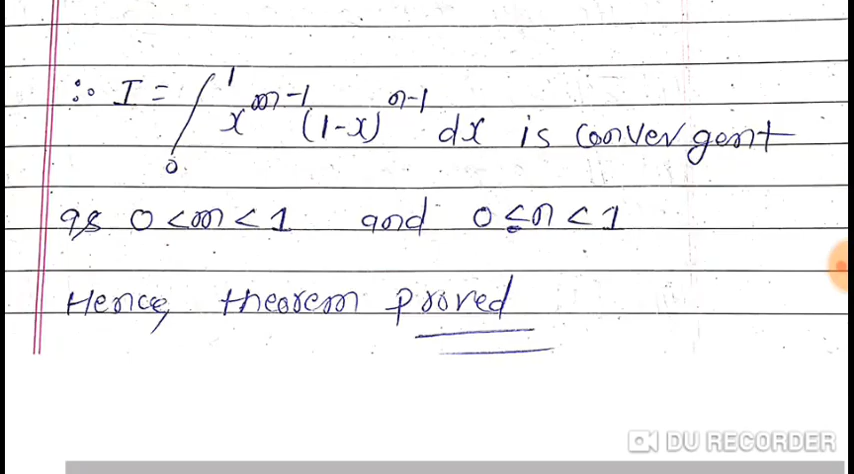 ∴ I = ∫₀¹ x^{m-1} (1-x)^{n-1} dx is convergent
as 0 < m < 1 and 0 ≤ n < 1
Hence, theorem proved
DU RECORDER